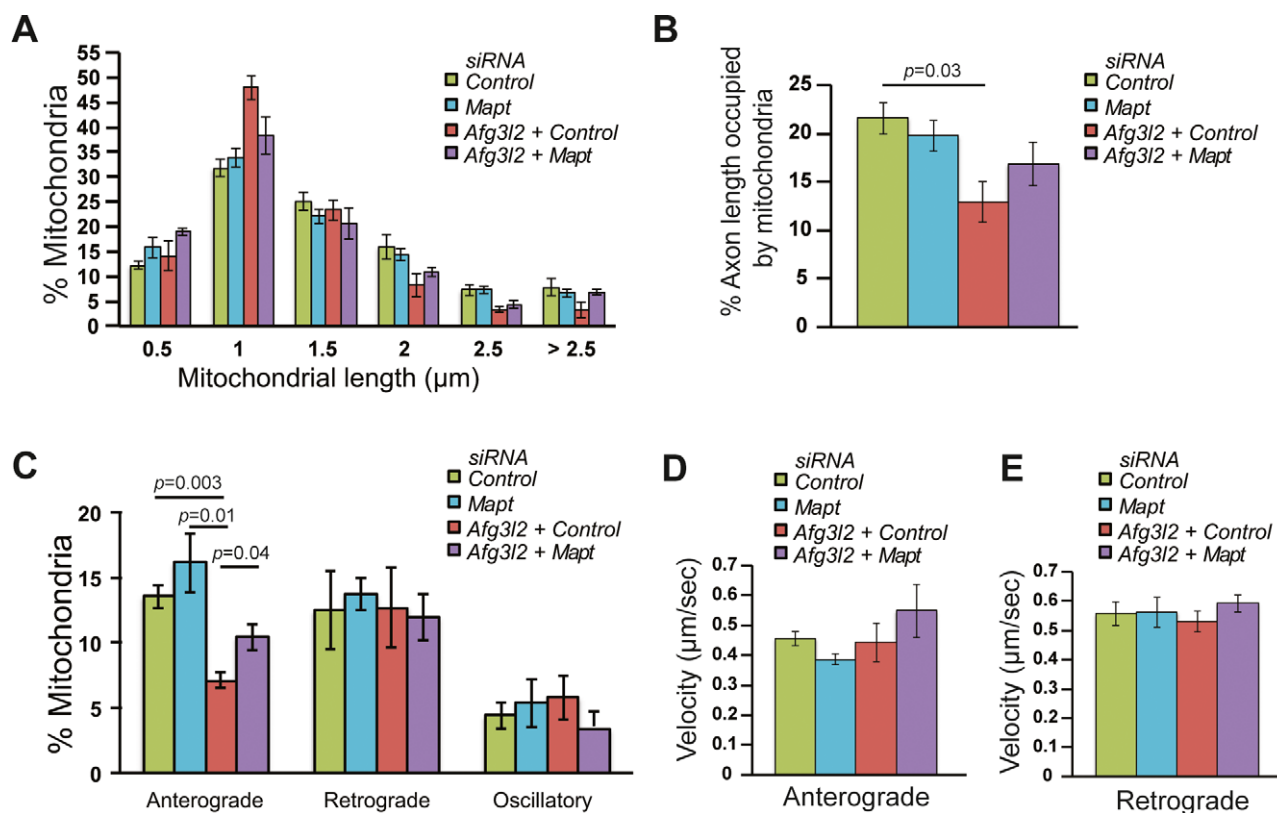 A
55
50
45
40
35
30
25
20
15
10
5
0
% Mitochondria
0.5 1 1.5 2 2.5 > 2.5
Mitochondrial length (µm)
siRNA
Control
Mapt
Afg3l2 + Control
Afg3l2 + Mapt
B
25
20
15
10
5
0
% Axon length occupied
by mitochondria
p=0.03
siRNA
Control
Mapt
Afg3l2 + Control
Afg3l2 + Mapt
C
20
15
10
5
0
% Mitochondria
p=0.003
p=0.01
p=0.04
Anterograde Retrograde Oscillatory
siRNA
Control
Mapt
Afg3l2 + Control
Afg3l2 + Mapt
D
siRNA
Control
Mapt
Afg3l2 + Control
Afg3l2 + Mapt
0.7
0.6
0.5
0.4
0.3
0.2
0.1
0
Velocity (µm/sec)
Anterograde
E
siRNA
Control
Mapt
Afg3l2 + Control
Afg3l2 + Mapt
0.7
0.6
0.5
0.4
0.3
0.2
0.1
0
Velocity (µm/sec)
Retrograde